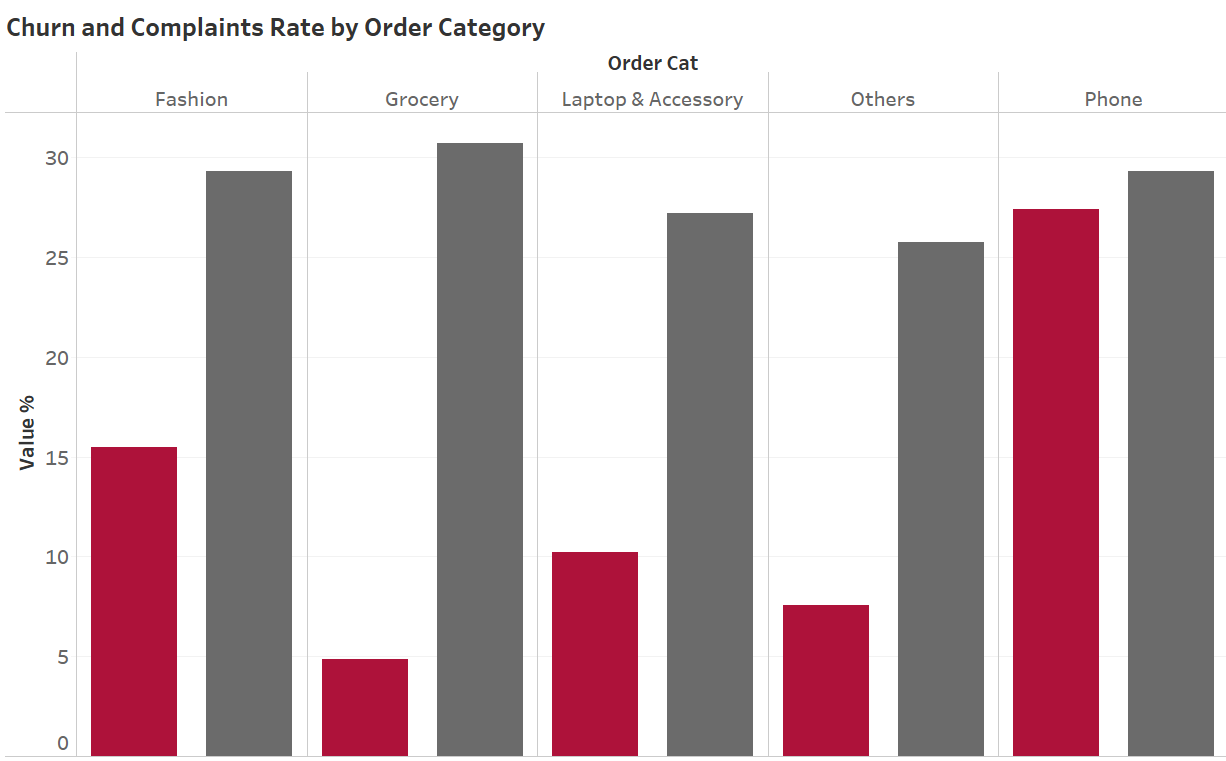 Churn and Complaints Rate by Order Category
Order Cat
Fashion Grocery Laptop & Accessory Others Phone
30
25
20
15
10
5
0
Value %